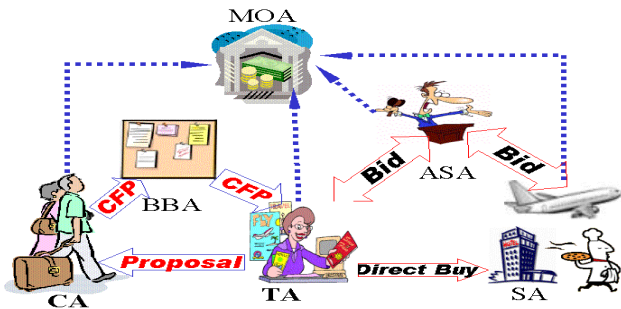 MOA
CFP
BBA
CFP
Bid
ASA
Bid
Proposal
CA
TA
Direct Buy
SA